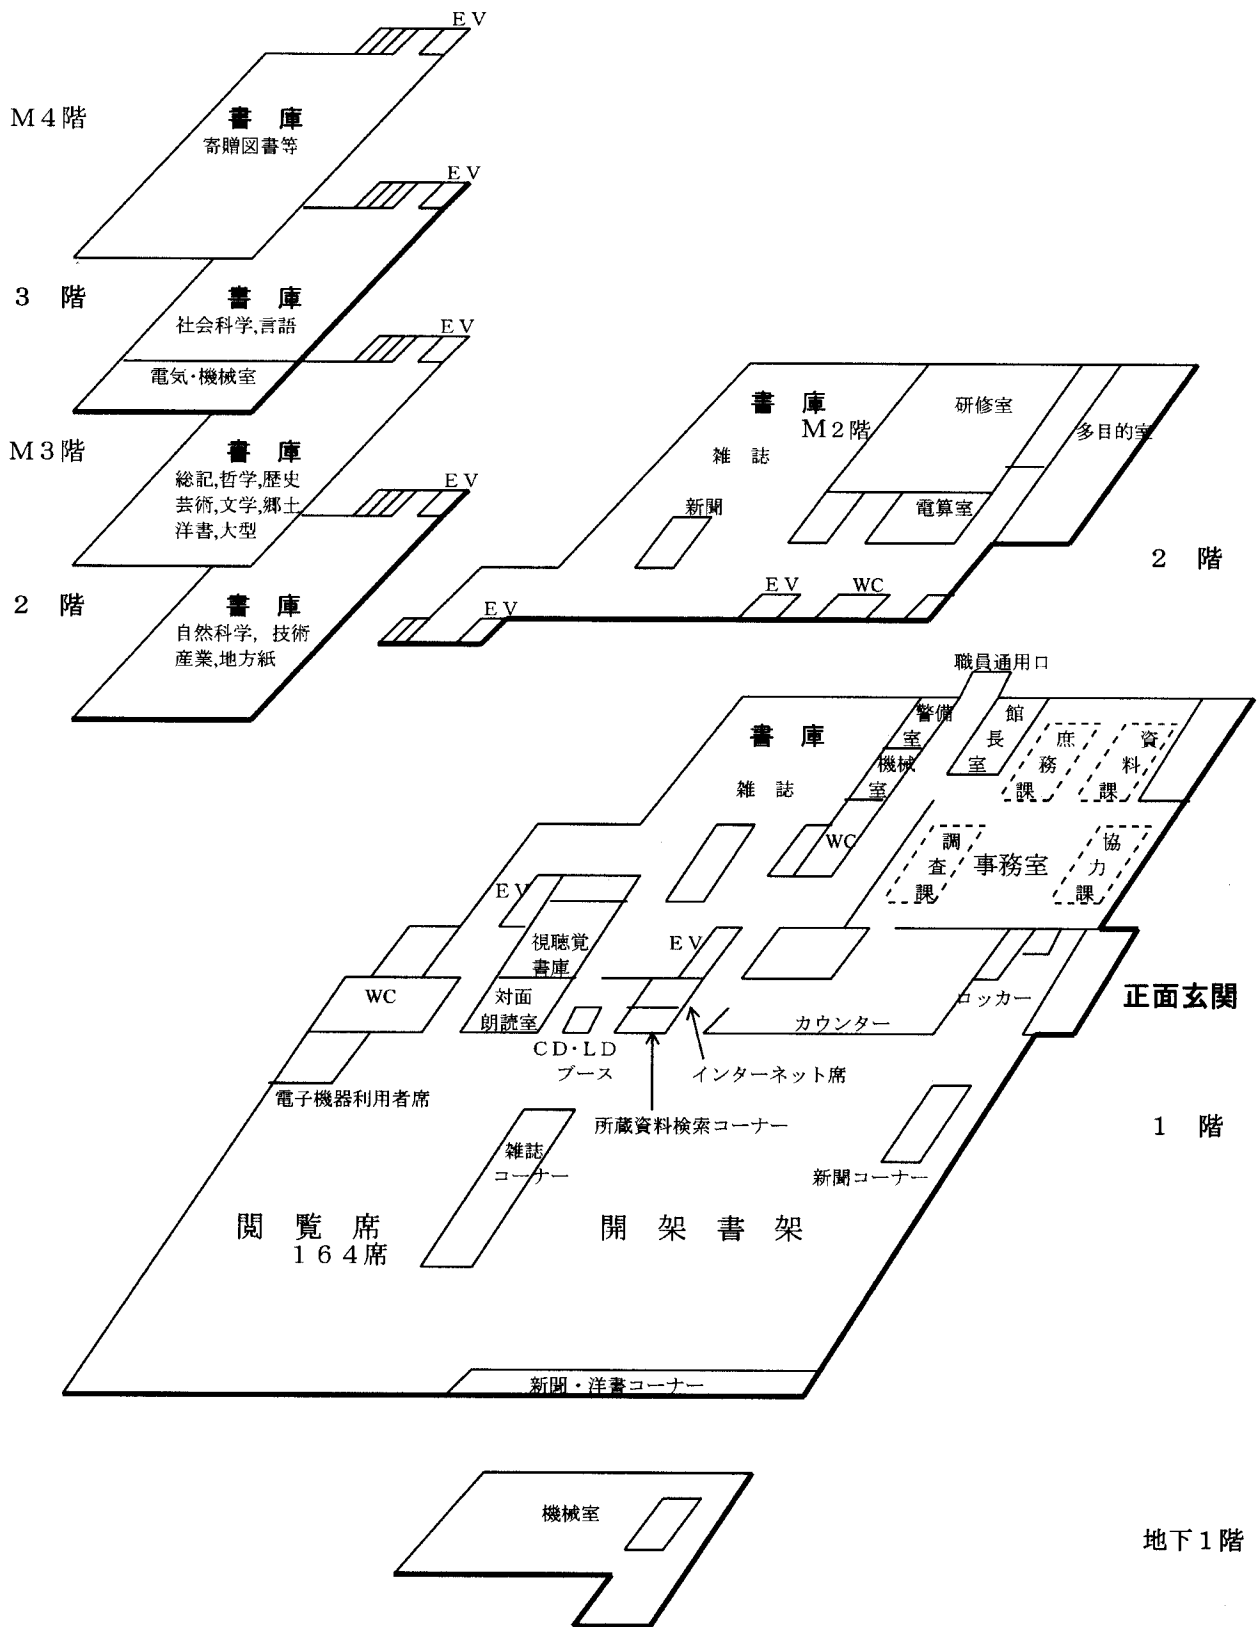 EV
M4階
書 庫
寄贈図書等
EV
3 階
書 庫
社会科学,言語
EV
電気・機械室
M3階
書 庫
総記,哲学,歴史
芸術,文学,郷土
洋書,大型
EV
2 階
書 庫
自然科学, 技術
産業,地方紙
書 庫
M2階
雑 誌
研修室
多目的室
新聞
電算室
EV
WC
EV
2 階
職員通用口
書 庫
雑 誌
警備室
機械室
WC
館長室
庶務課
資料課
調査課
事務室
協力課
EV
視聴覚
書庫
EV
WC
対面
朗読室
CD・LD
ブース
カウンター
ロッカー
正面玄関
インターネット席
電子機器利用者席
所蔵資料検索コーナー
1 階
雑誌
コーナー
新聞コーナー
閲 覧 席
164席
開 架 書 架
新聞・洋書コーナー
機械室
地下1階